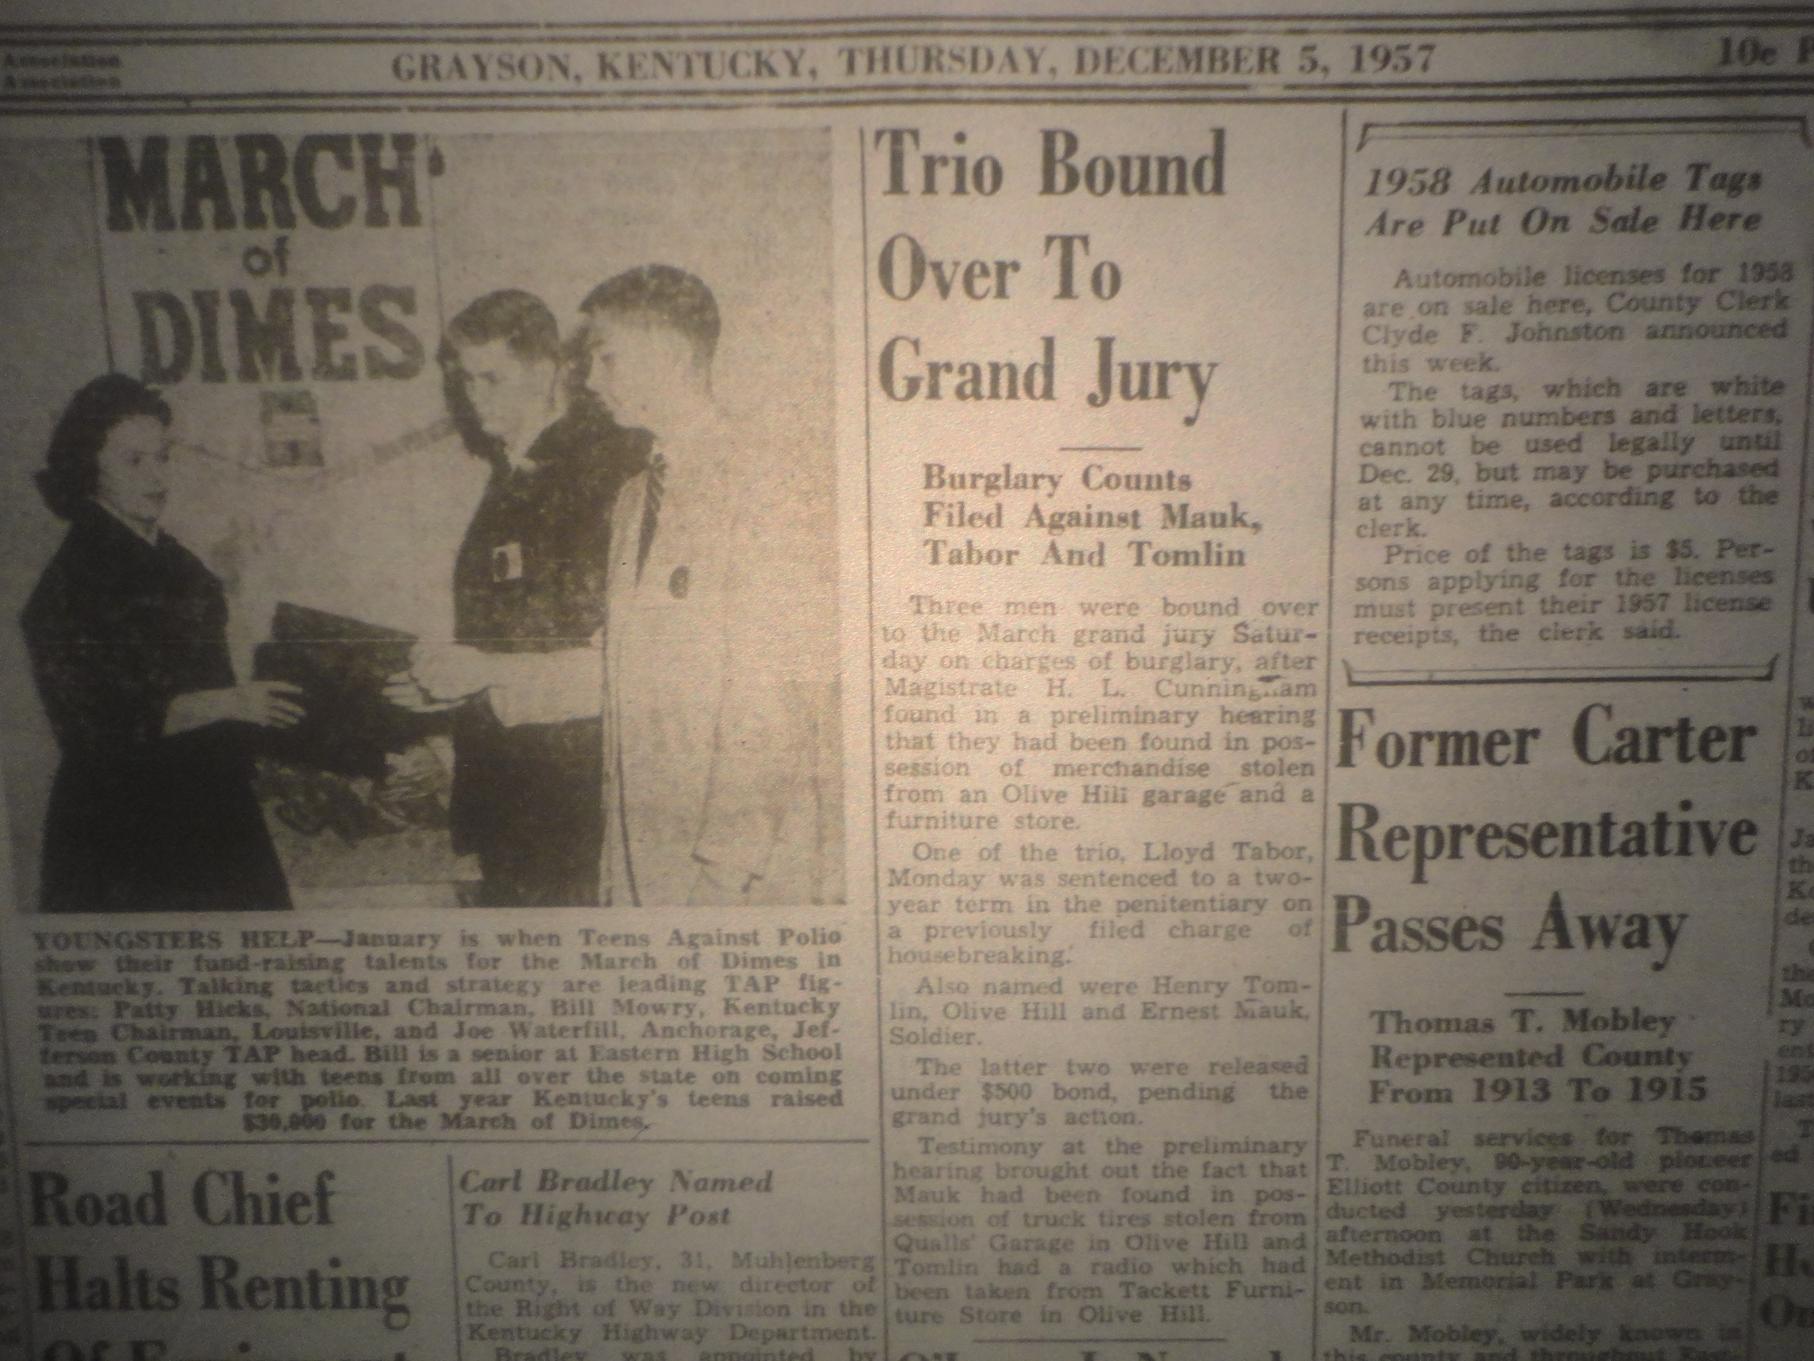 Association
Association
GRAYSON, KENTUCKY, THURSDAY, DECEMBER 5, 1957
10c
MARCH
of
DIMES
YOUNGSTERS HELP—January is when Teens Against Polio
show their fund-raising talents for the March of Dimes in
Kentucky. Talking tactics and strategy are leading TAP fig-
ures: Patty Hicks, National Chairman, Bill Mowry, Kentucky
Teen Chairman, Louisville, and Joe Waterfill, Anchorage, Jef-
ferson County TAP head. Bill is a senior at Eastern High School
and is working with teens from all over the state on coming
special events for polio. Last year Kentucky's teens raised
$30,000 for the March of Dimes.
Road Chief
Halts Renting
Of
Carl Bradley Named
To Highway Post
Carl Bradley, 31, Muhlenberg
County, is the new director of
the Right of Way Division in the
Kentucky Highway Department.
Bradley was appointed by
Trio Bound
Over To
Grand Jury
Burglary Counts
Filed Against Mauk,
Tabor And Tomlin
Three men were bound over
to the March grand jury Satur-
day on charges of burglary, after
Magistrate H. L. Cunningham
found in a preliminary hearing
that they had been found in pos-
session of merchandise stolen
from an Olive Hill garage and a
furniture store.
One of the trio, Lloyd Tabor,
Monday was sentenced to a two-
year term in the penitentiary on
a previously filed charge of
housebreaking.
Also named were Henry Tom-
lin, Olive Hill and Ernest Mauk,
Soldier.
The latter two were released
under $500 bond, pending the
grand jury's action.
Testimony at the preliminary
hearing brought out the fact that
Mauk had been found in pos-
session of truck tires stolen from
Qualls' Garage in Olive Hill and
Tomlin had a radio which had
been taken from Tackett Furni-
ture Store in Olive Hill.
1958 Automobile Tags
Are Put On Sale Here
Automobile licenses for 1958
are on sale here, County Clerk
Clyde F. Johnston announced
this week.
The tags, which are white
with blue numbers and letters,
cannot be used legally until
Dec. 29, but may be purchased
at any time, according to the
clerk.
Price of the tags is $5. Per-
sons applying for the licenses
must present their 1957 license
receipts, the clerk said.
Former Carter
Representative
Passes Away
Thomas T. Mobley
Represented County
From 1913 To 1915
Funeral services for Thomas
T. Mobley, 90-year-old pioneer
Elliott County citizen, were con-
ducted yesterday (Wednesday)
afternoon at the Sandy Hook
Methodist Church with interm-
ent in Memorial Park at Gray-
son.
Mr. Mobley, widely known in
this county and throughout East-